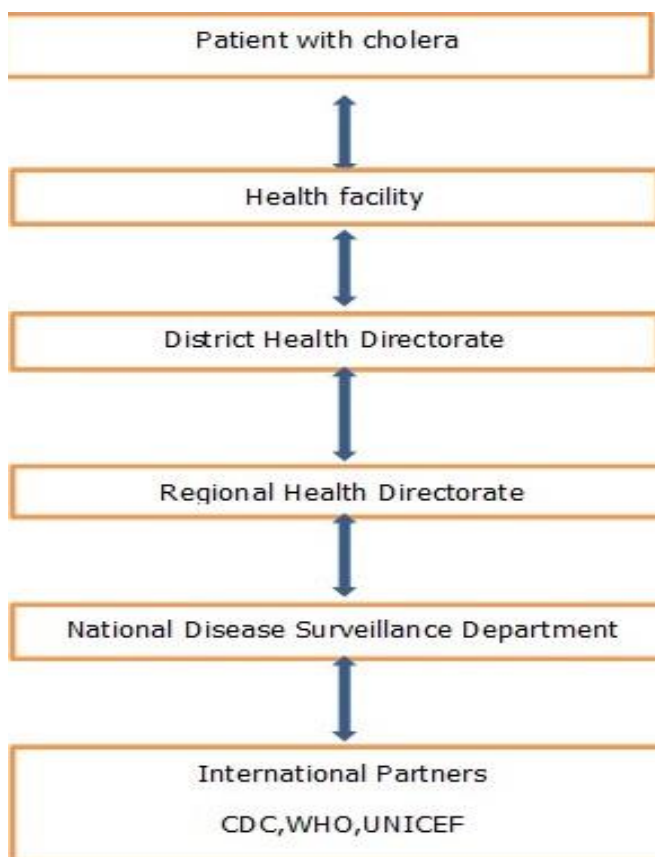 Patient with cholera
Health facility
District Health Directorate
Regional Health Directorate
National Disease Surveillance Department
International Partners
CDC,WHO,UNICEF